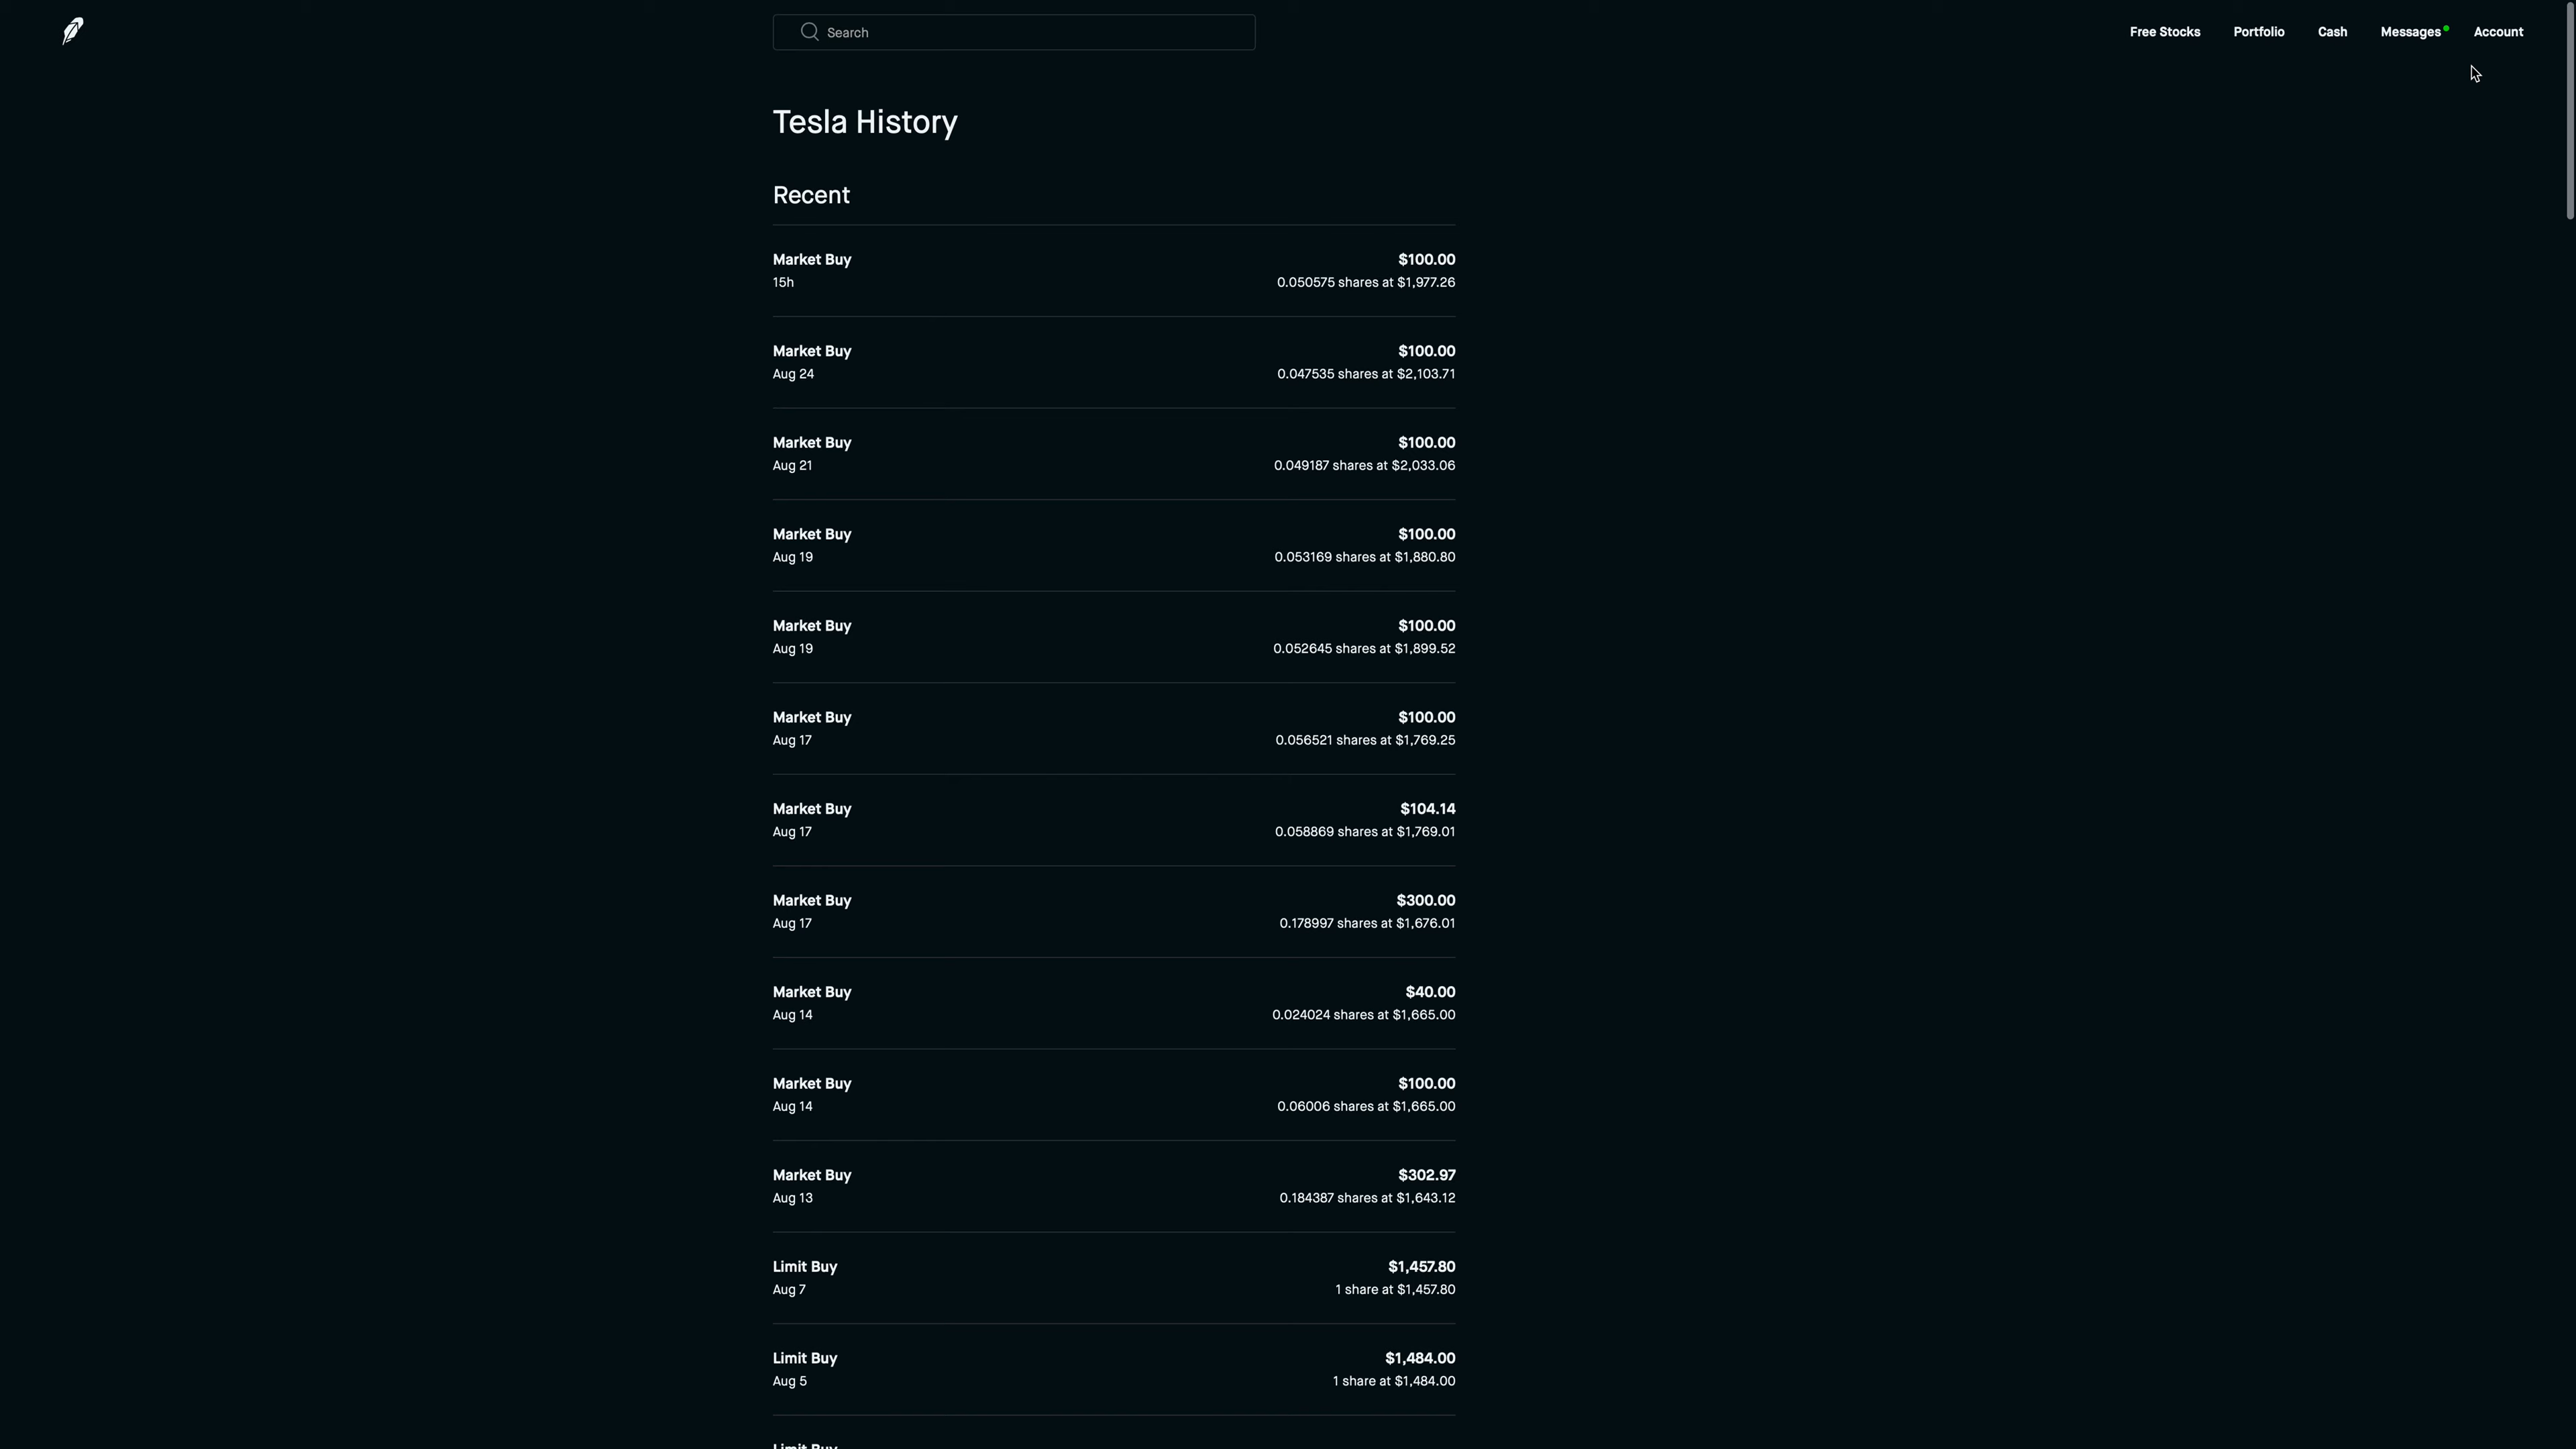 Search
Free Stocks
Portfolio
Cash
Messages
Account
Tesla History
Recent
Market Buy
$100.00
15h
0.050575 shares at $1,977.26
Market Buy
$100.00
Aug 24
0.047535 shares at $2,103.71
Market Buy
$100.00
Aug 21
0.049187 shares at $2,033.06
Market Buy
$100.00
Aug 19
0.053169 shares at $1,880.80
Market Buy
$100.00
Aug 19
0.052645 shares at $1,899.52
Market Buy
$100.00
Aug 17
0.056521 shares at $1,769.25
Market Buy
$104.14
Aug 17
0.058869 shares at $1,769.01
Market Buy
$300.00
Aug 17
0.178997 shares at $1,676.01
Market Buy
$40.00
Aug 14
0.024024 shares at $1,665.00
Market Buy
$100.00
Aug 14
0.06006 shares at $1,665.00
Market Buy
$302.97
Aug 13
0.184387 shares at $1,643.12
Limit Buy
$1,457.80
Aug 7
1 share at $1,457.80
Limit Buy
$1,484.00
Aug 5
1 share at $1,484.00
Limit Buy